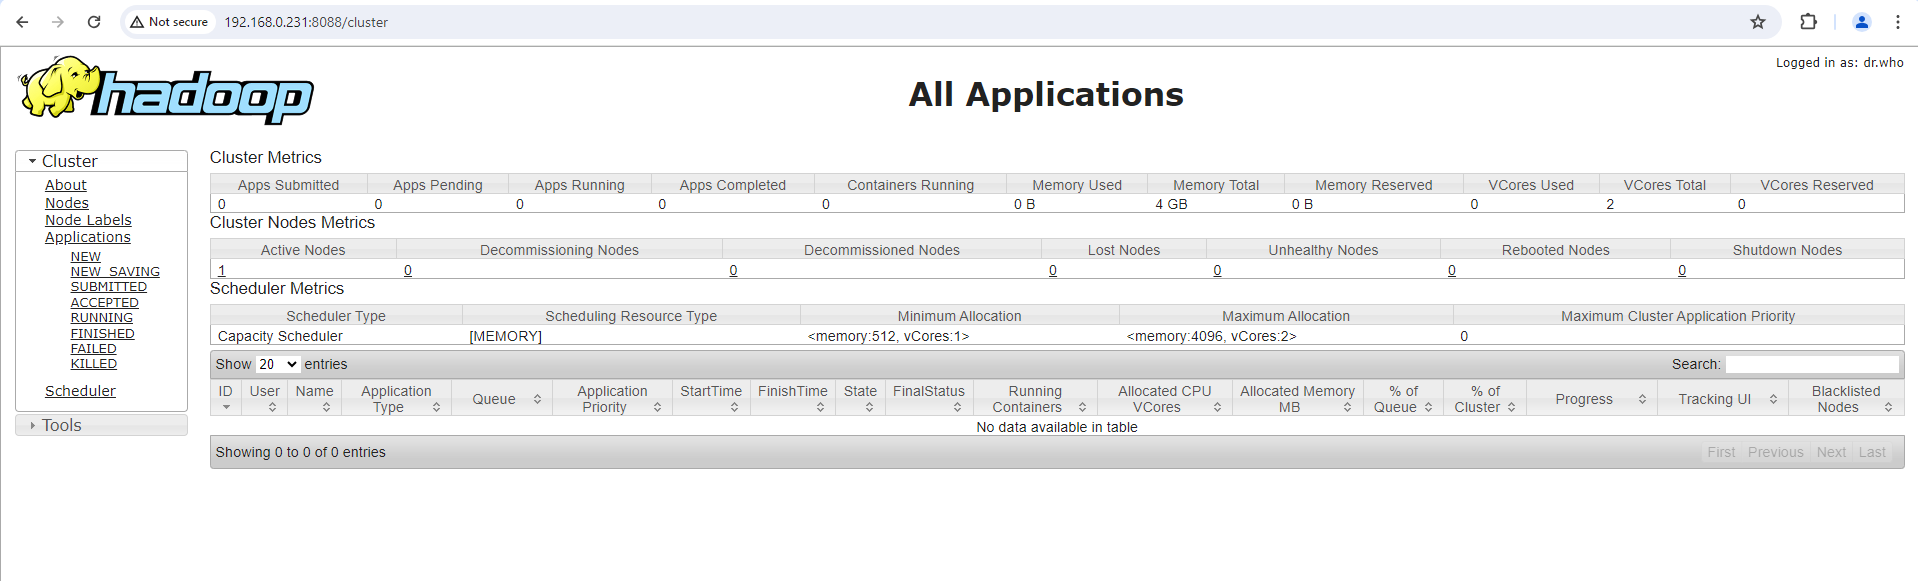 Not secure 192.168.0.231:8088/cluster
Logged in as: dr.who
hadoop
All Applications
Cluster
About
Nodes
Node Labels
Applications
NEW
NEW_SAVING
SUBMITTED
ACCEPTED
RUNNING
FINISHED
FAILED
KILLED
Scheduler
Tools
Cluster Metrics
Apps Submitted Apps Pending Apps Running Apps Completed Containers Running Memory Used Memory Total Memory Reserved VCores Used VCores Total VCores Reserved
0 0 0 0 0 0 B 4 GB 0 B 0 2 0
Cluster Nodes Metrics
Active Nodes Decommissioning Nodes Decommissioned Nodes Lost Nodes Unhealthy Nodes Rebooted Nodes Shutdown Nodes
1 0 0 0 0 0 0
Scheduler Metrics
Scheduler Type Scheduling Resource Type Minimum Allocation Maximum Allocation Maximum Cluster Application Priority
Capacity Scheduler [MEMORY] <memory:512, vCores:1> <memory:4096, vCores:2> 0
Show 20 entries Search:
ID User Name Application Type Queue Application Priority StartTime FinishTime State FinalStatus Running Containers Allocated CPU VCores Allocated Memory MB % of Queue % of Cluster Progress Tracking UI Blacklisted Nodes
No data available in table
Showing 0 to 0 of 0 entries First Previous Next Last